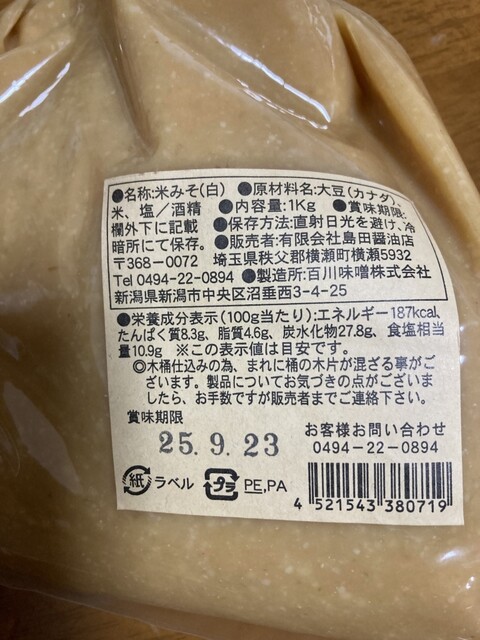 ●名称:米みそ(白) ●原材料名:大豆(カナダ)、
米、塩／酒精 ●内容量:1Kg ●賞味期限:
欄外下に記載 ●保存方法:直射日光を避け、冷
暗所にて保存。●販売者:有限会社島田醤油店
〒368-0072 埼玉県秩父郡横瀬町横瀬5932
Tel 0494-22-0894 ●製造所:百川味噌株式会社
新潟県新潟市中央区沼垂西3-4-25
●栄養成分表示(100g当たり):エネルギー187kcal、
たんぱく質8.3g、脂質4.6g、炭水化物27.8g、食塩相当
量10.9g ※この表示値は目安です。
◎木桶仕込みの為、まれに桶の木片が混ざる事がご
ざいます。製品についてお気づきの点がございま
したら、お手数ですが販売者までご連絡下さい。
賞味期限
25.9.23
お客様お問い合わせ
0494-22-0894
紙 ラベル プラ PE,PA
4 521543 380719